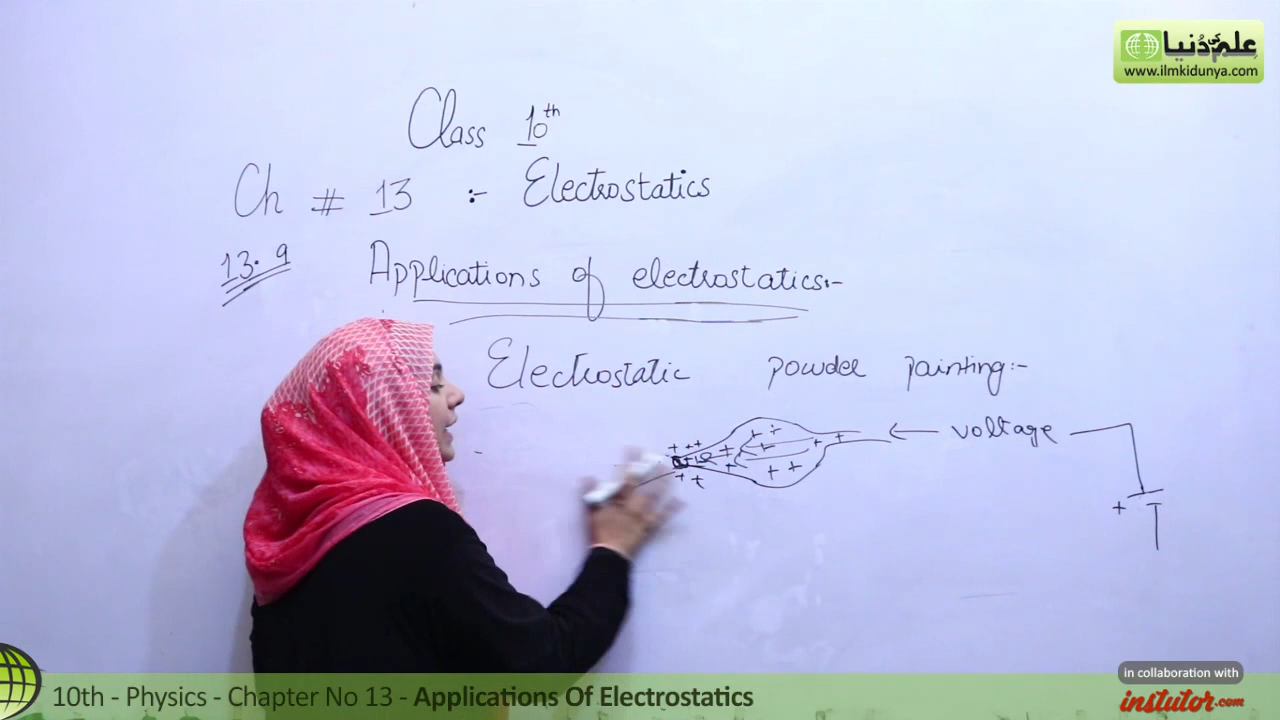 علم کی دُنیا
www.ilmkidunya.com
Class 10th
Ch # 13 :- Electrostatics
13.9 Applications of electrostatics:-
Electrostatic powder painting:-
+ + + + + + + + + + ← voltage
+ + + + +
+
10th - Physics - Chapter No 13 - Applications Of Electrostatics
in collaboration with
instutor.com